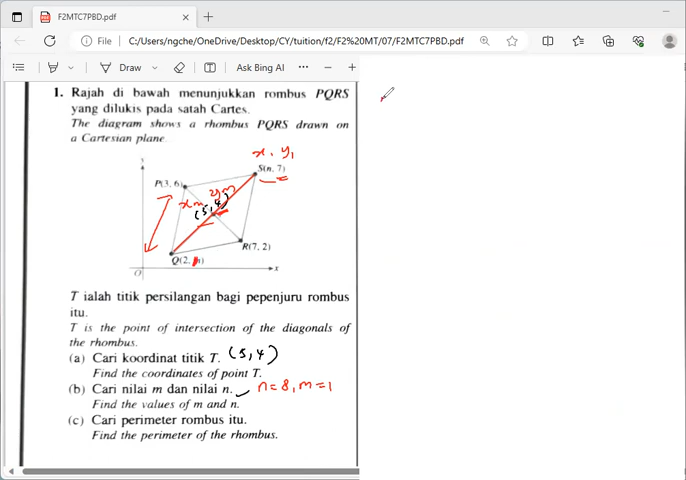 F2MTC7PBD.pdf
File
C:/Users/ngche/OneDrive/Desktop/CY/tuition/f2/F2%20MT/07/F2MTC7PBD.pdf
Draw
Ask Bing AI
1. Rajah di bawah menunjukkan rombus PQRS
yang dilukis pada satah Cartes.
The diagram shows a rhombus PQRS drawn on
a Cartesian plane.
x, y1
y
S(n, 7)
P(3, 6)
xm ym
(5, 4)
R(7, 2)
Q(2, m)
O
x
T ialah titik persilangan bagi pepenjuru rombus
itu.
T is the point of intersection of the diagonals of
the rhombus.
(a) Cari koordinat titik T. (5, 4)
Find the coordinates of point T.
(b) Cari nilai m dan nilai n. n = 8, m = 1
Find the values of m and n.
(c) Cari perimeter rombus itu.
Find the perimeter of the rhombus.